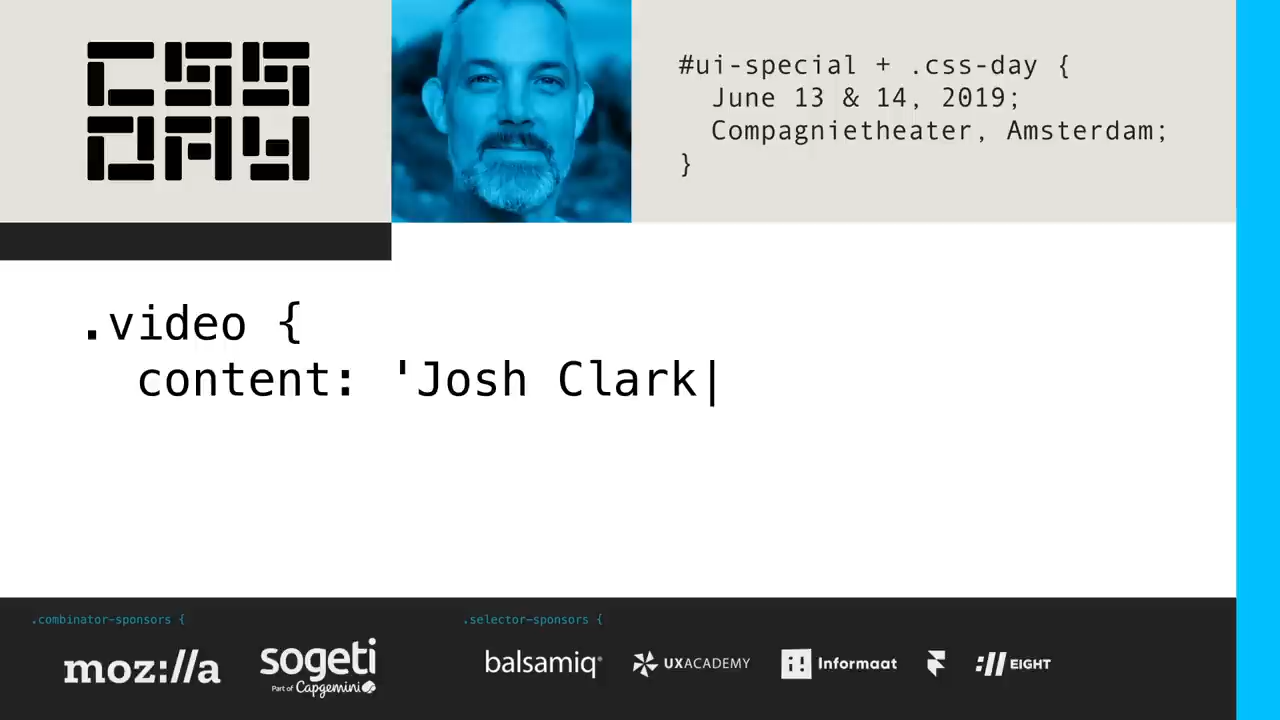 CSS
DAY
#ui-special + .css-day {
June 13 & 14, 2019;
Compagnietheater, Amsterdam;
}
.video {
content: 'Josh Clark|
.combinator-sponsors {
.selector-sponsors {
moz://a
sogeti
Part of Capgemini
balsamiq®
UXACADEMY
Informaat
://EIGHT